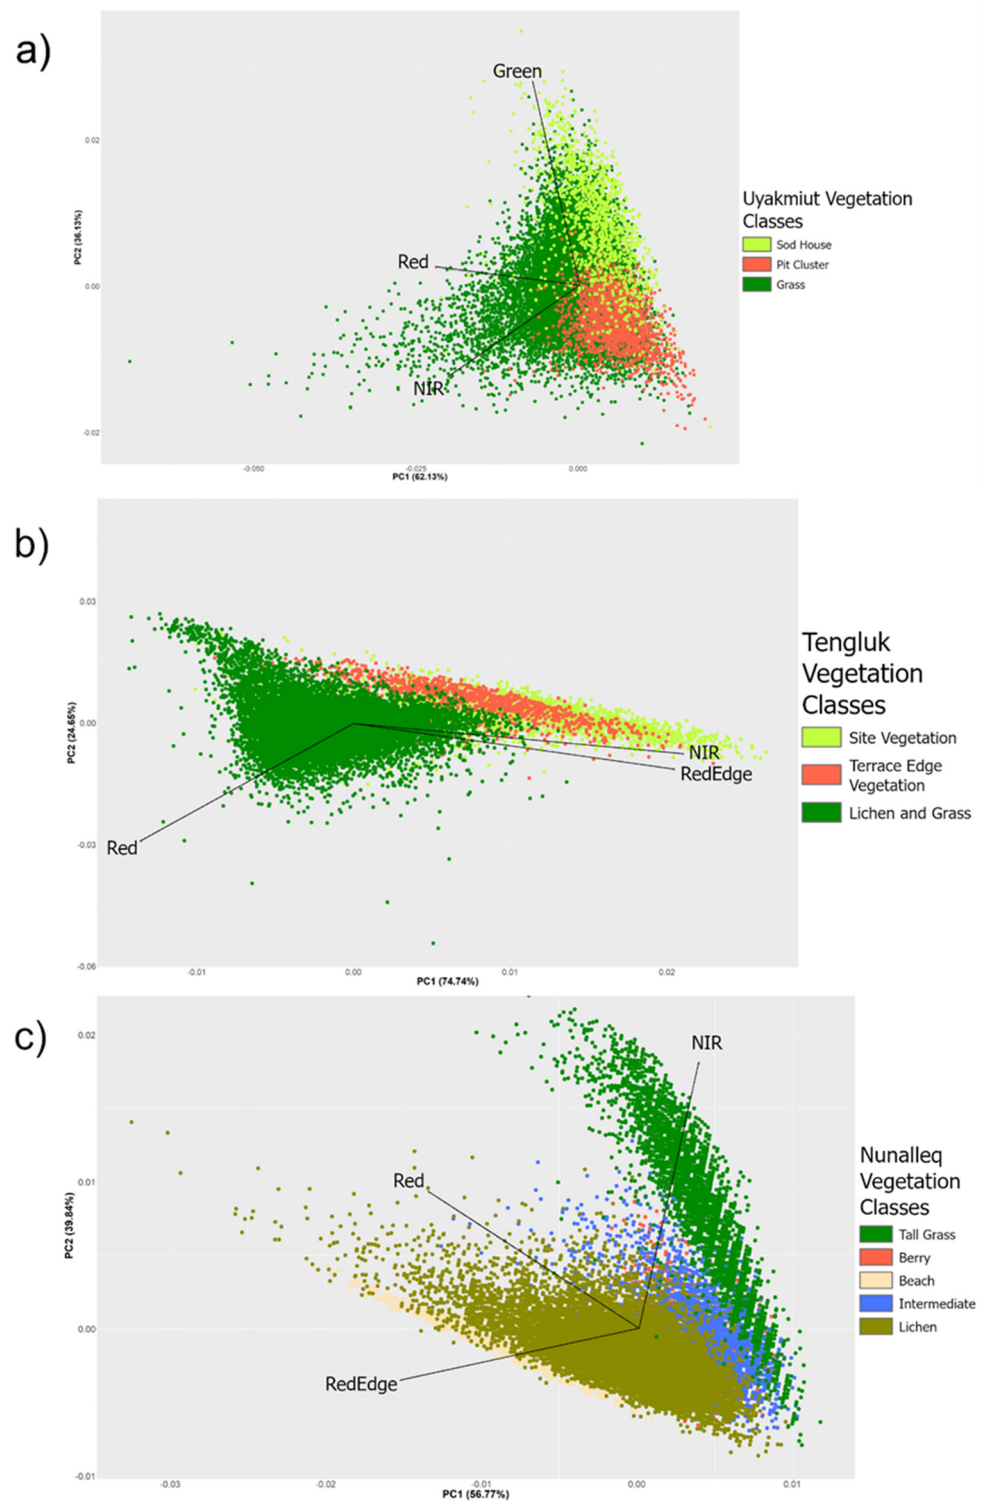 a)
Green
Red
NIR
0.02
0.00
-0.02
PC2 (36.13%)
-0.050
-0.025
0.000
PC1 (62.13%)
Uyakmiut Vegetation
Classes
Sod House
Pit Cluster
Grass
b)
0.03
0.00
-0.03
-0.06
PC2 (24.65%)
NIR
RedEdge
Red
-0.01
0.00
0.01
0.02
PC1 (74.74%)
Tengluk
Vegetation
Classes
Site Vegetation
Terrace Edge
Vegetation
Lichen and Grass
c)
0.02
0.01
0.00
-0.01
PC2 (39.84%)
NIR
Red
RedEdge
-0.03
-0.02
-0.01
0.00
0.01
PC1 (56.77%)
Nunalleq
Vegetation
Classes
Tall Grass
Berry
Beach
Intermediate
Lichen